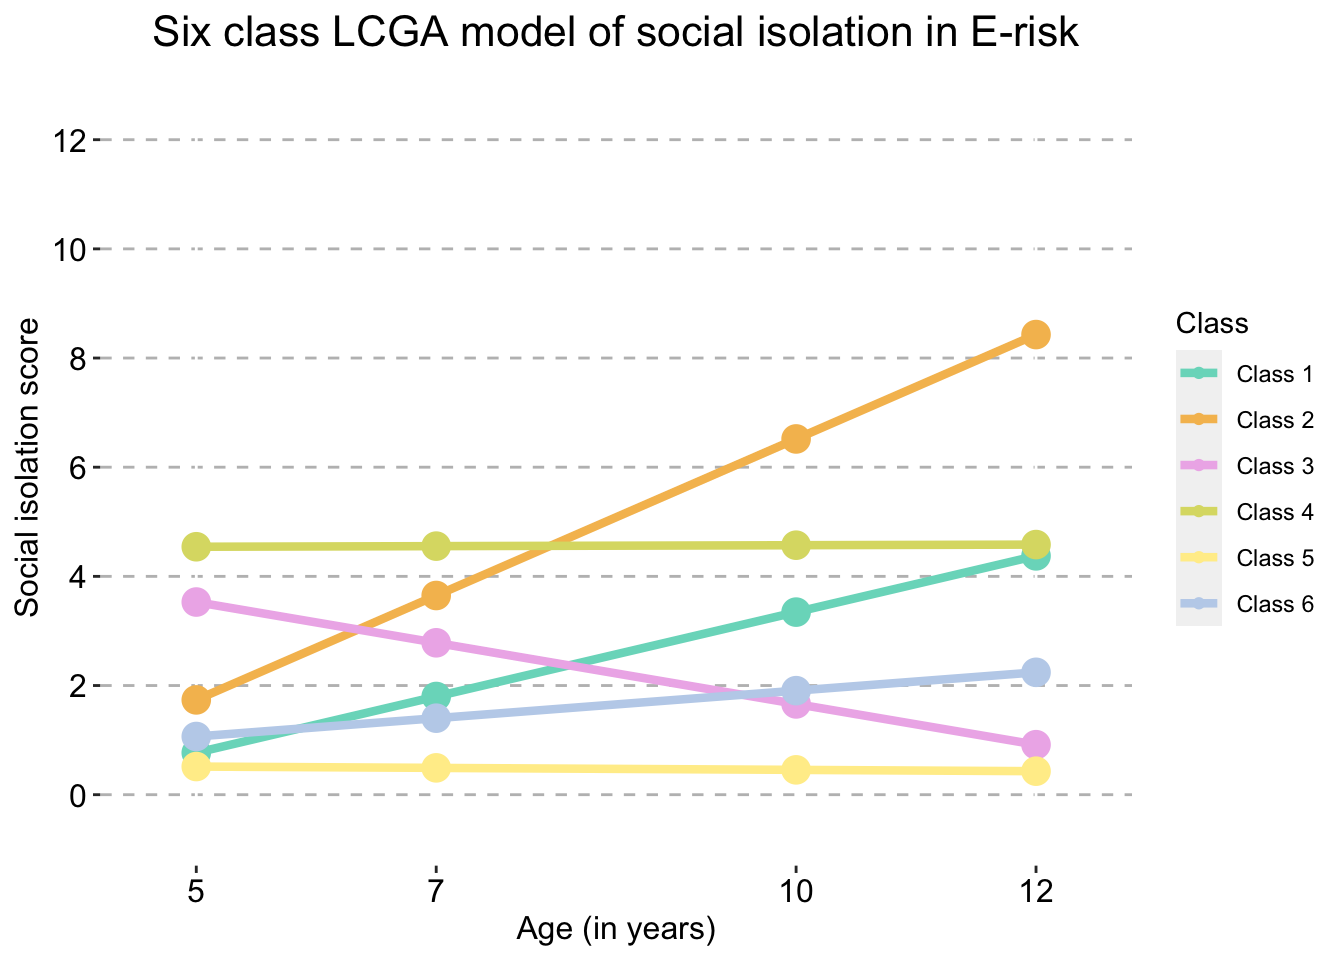 Six class LCGA model of social isolation in E-risk
12
10
8
6
4
2
0
Social isolation score
5 7 10 12
Age (in years)
Class
Class 1
Class 2
Class 3
Class 4
Class 5
Class 6